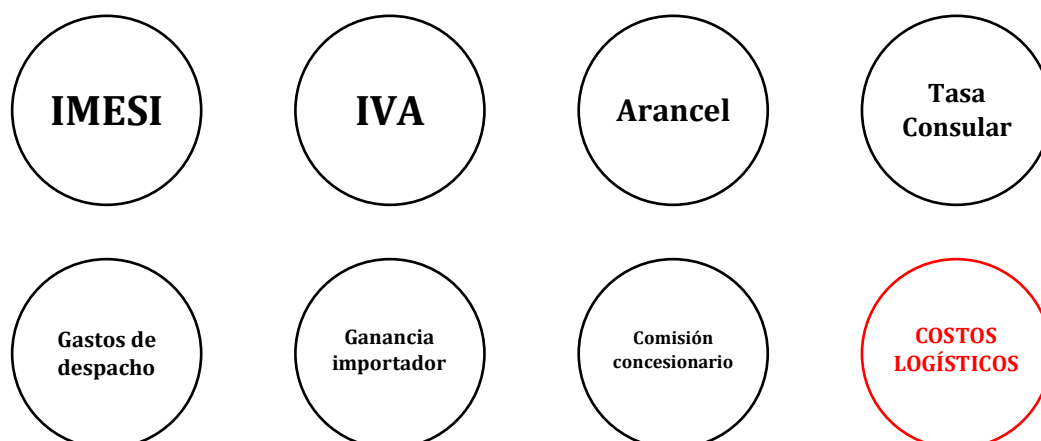 IMESI
IVA
Arancel
Tasa
Consular
Gastos de
despacho
Ganancia
importador
Comisión
concesionario
COSTOS
LOGÍSTICOS